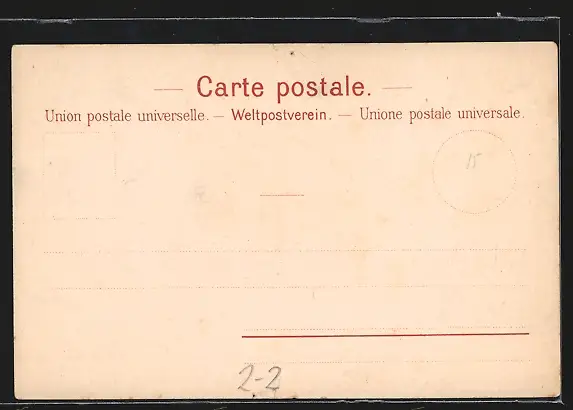 — Carte postale. —
Union postale universelle. — Weltpostverein. — Unione postale universale.
15
2-2